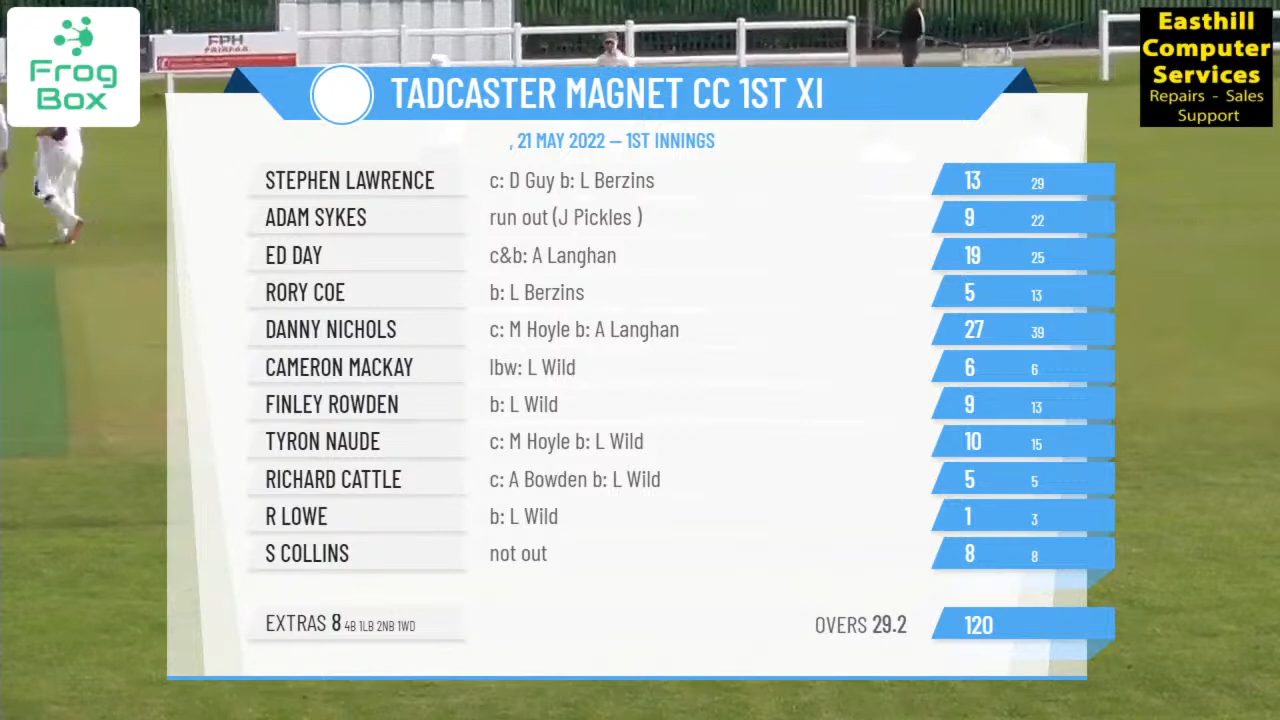 Frog
Box
FPH
FAIRFAX
Easthill
Computer
Services
Repairs - Sales
Support
TADCASTER MAGNET CC 1ST XI
, 21 MAY 2022 – 1ST INNINGS
STEPHEN LAWRENCE c: D Guy b: L Berzins 13 29
ADAM SYKES run out (J Pickles ) 9 22
ED DAY c&b: A Langhan 19 25
RORY COE b: L Berzins 5 13
DANNY NICHOLS c: M Hoyle b: A Langhan 27 39
CAMERON MACKAY lbw: L Wild 6 6
FINLEY ROWDEN b: L Wild 9 13
TYRON NAUDE c: M Hoyle b: L Wild 10 15
RICHARD CATTLE c: A Bowden b: L Wild 5 5
R LOWE b: L Wild 1 3
S COLLINS not out 8 8
EXTRAS 8 4B 1LB 2NB 1WD OVERS 29.2 120